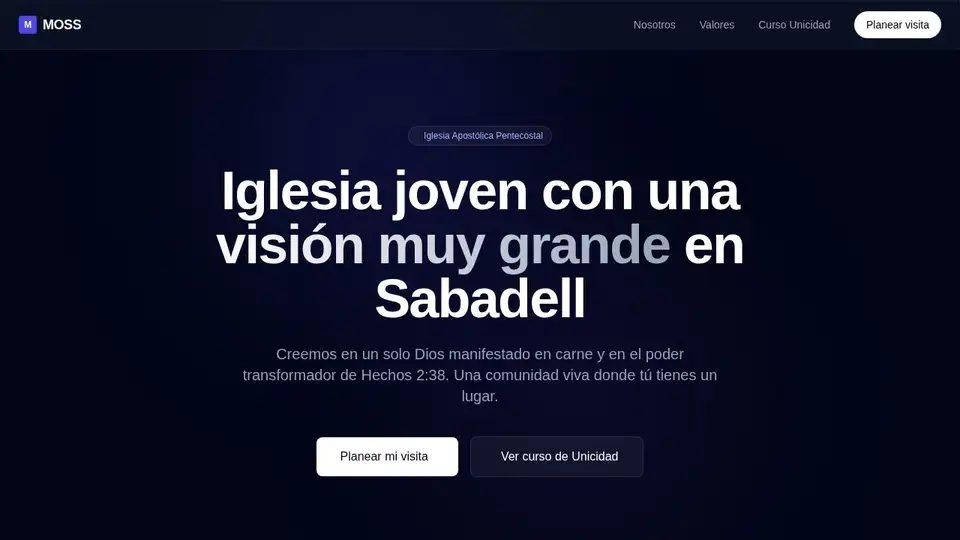 M MOSS
Nosotros Valores Curso Unicidad Planear visita
Iglesia Apostólica Pentecostal
Iglesia joven con una
visión muy grande en
Sabadell
Creemos en un solo Dios manifestado en carne y en el poder
transformador de Hechos 2:38. Una comunidad viva donde tú tienes un
lugar.
Planear mi visita
Ver curso de Unicidad